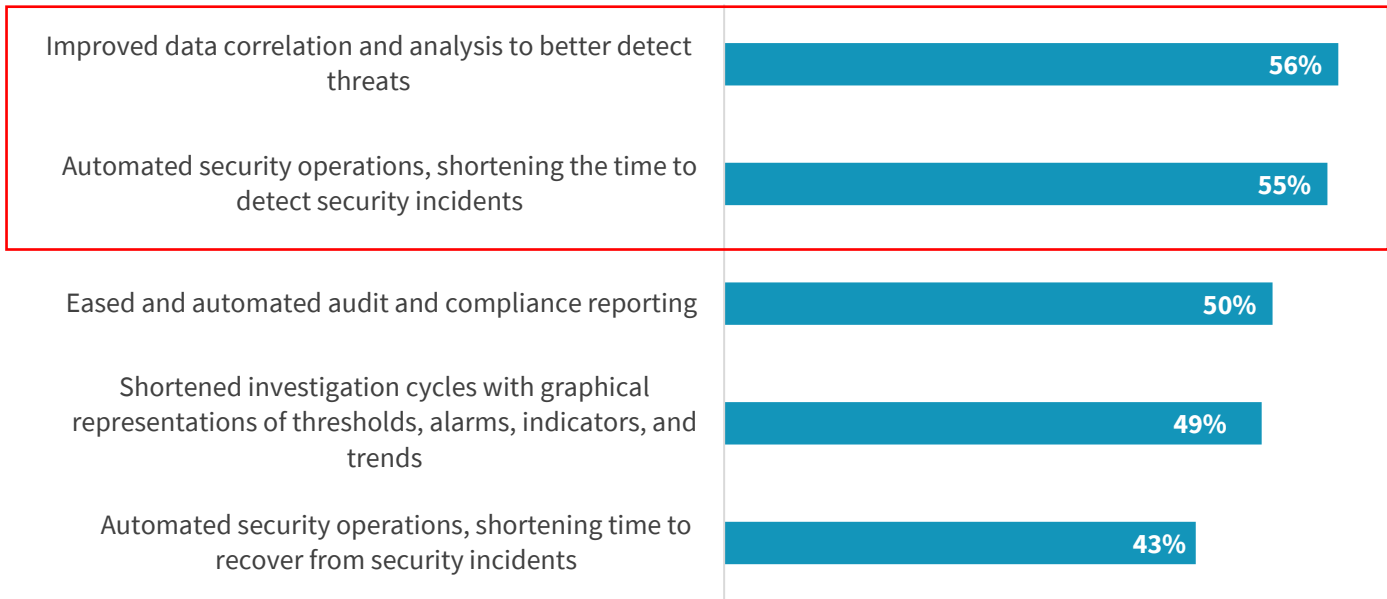 Improved data correlation and analysis to better detect
threats
56%
Automated security operations, shortening the time to
detect security incidents
55%
Eased and automated audit and compliance reporting
50%
Shortened investigation cycles with graphical
representations of thresholds, alarms, indicators, and
trends
49%
Automated security operations, shortening time to
recover from security incidents
43%